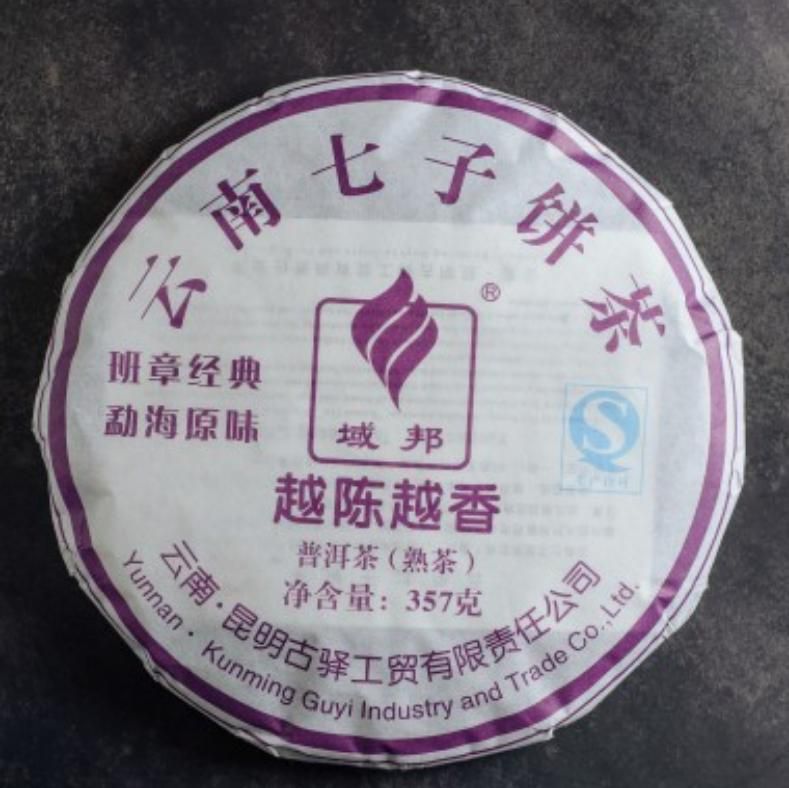 云南七子饼茶
®
班章经典
勐海原味
域邦
越陈越香
普洱茶（熟茶）
净含量：357克
云南·昆明古驿工贸有限责任公司
Yunnan · Kunming Guyi Industry and Trade Co.,Ltd.
S